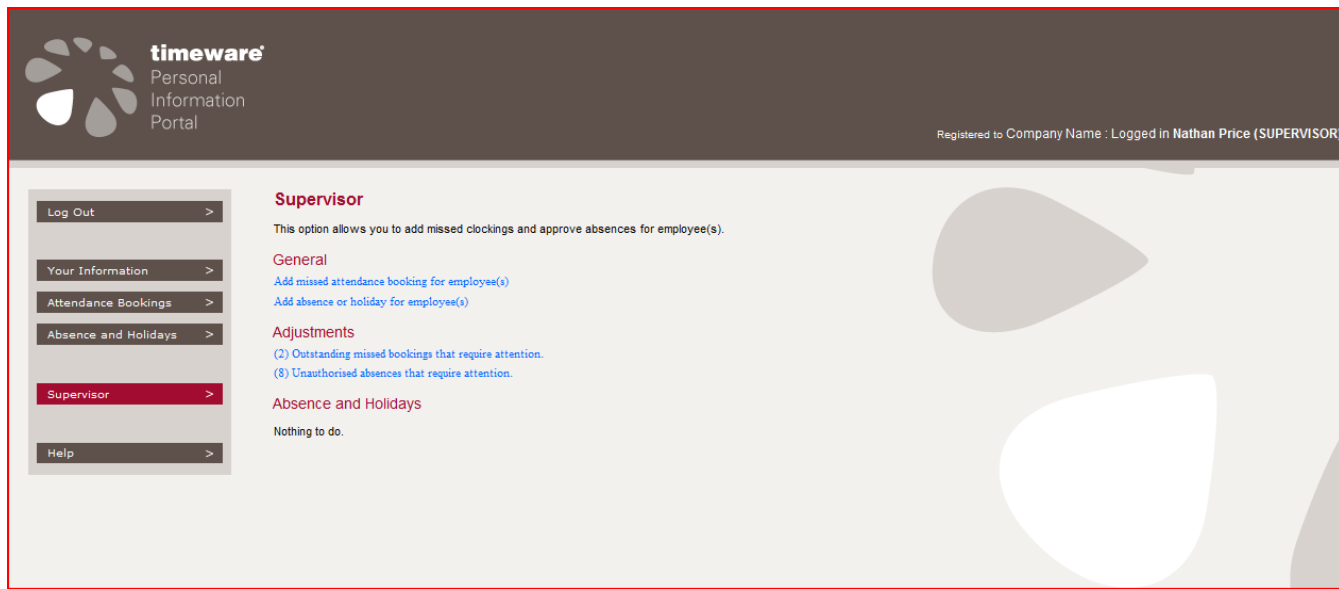 timeware®
Personal
Information
Portal
Registered to Company Name : Logged in Nathan Price (SUPERVISOR)
Log Out >
Your Information >
Attendance Bookings >
Absence and Holidays >
Supervisor >
Help >
Supervisor
This option allows you to add missed clockings and approve absences for employee(s).
General
Add missed attendance booking for employee(s)
Add absence or holiday for employee(s)
Adjustments
(2) Outstanding missed bookings that require attention.
(8) Unauthorised absences that require attention.
Absence and Holidays
Nothing to do.